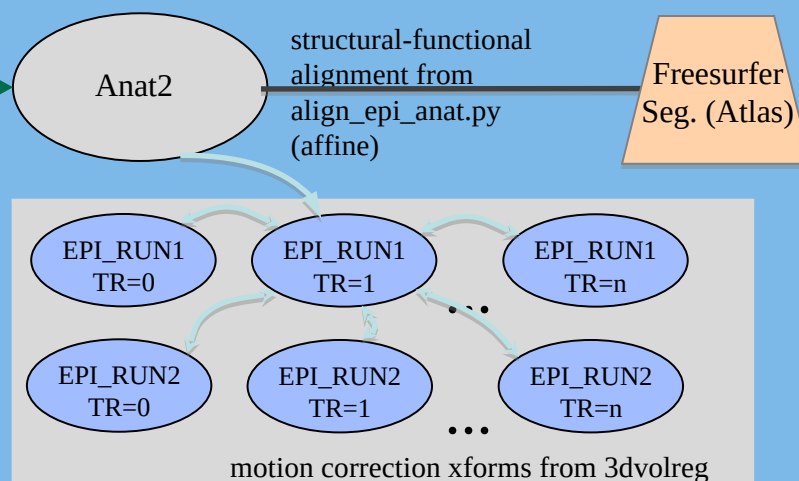 Anat2
structural-functional
alignment from
align_epi_anat.py
(affine)
Freesurfer
Seg. (Atlas)
EPI_RUN1
TR=0
EPI_RUN1
TR=1
EPI_RUN1
TR=n
...
EPI_RUN2
TR=0
EPI_RUN2
TR=1
EPI_RUN2
TR=n
...
motion correction xforms from 3dvolreg